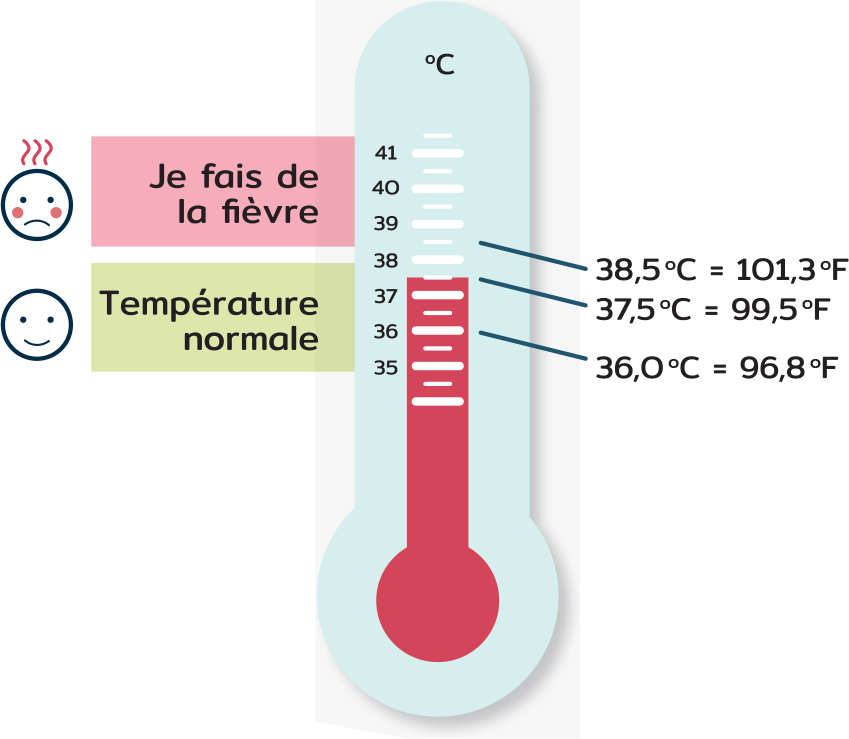 °C
Je fais de
la fièvre
Température
normale
41
40
39
38
37
36
35
38,5 °C = 101,3 °F
37,5 °C = 99,5 °F
36,0 °C = 96,8 °F